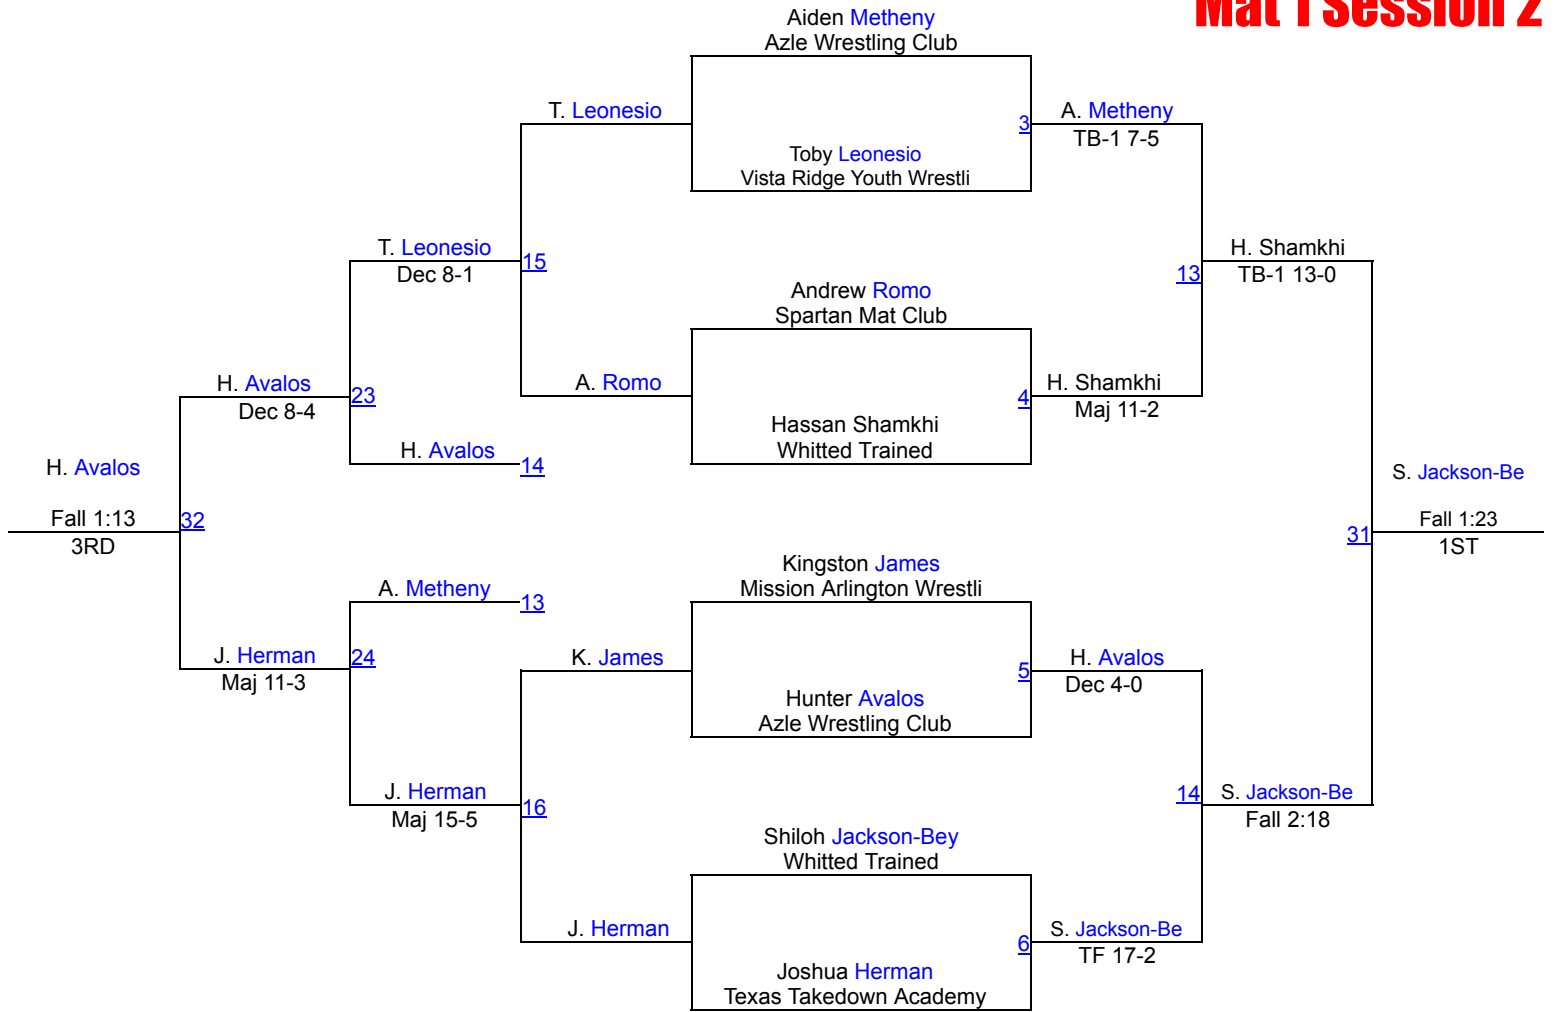 Mat 1 Session 2
Aiden Metheny
Azle Wrestling Club
T. Leonesio
3
A. Metheny
TB-1 7-5
Toby Leonesio
Vista Ridge Youth Wrestli
T. Leonesio
Dec 8-1
15
H. Shamkhi
TB-1 13-0
13
Andrew Romo
Spartan Mat Club
H. Avalos
Dec 8-4
23
A. Romo
4
H. Shamkhi
Maj 11-2
Hassan Shamkhi
Whitted Trained
H. Avalos
14
H. Avalos
Fall 1:13
3RD
32
S. Jackson-Be
Fall 1:23
1ST
31
Kingston James
Mission Arlington Wrestli
A. Metheny
13
J. Herman
Maj 11-3
24
K. James
5
H. Avalos
Dec 4-0
Hunter Avalos
Azle Wrestling Club
J. Herman
Maj 15-5
16
14
S. Jackson-Be
Fall 2:18
Shiloh Jackson-Bey
Whitted Trained
J. Herman
6
S. Jackson-Be
TF 17-2
Joshua Herman
Texas Takedown Academy